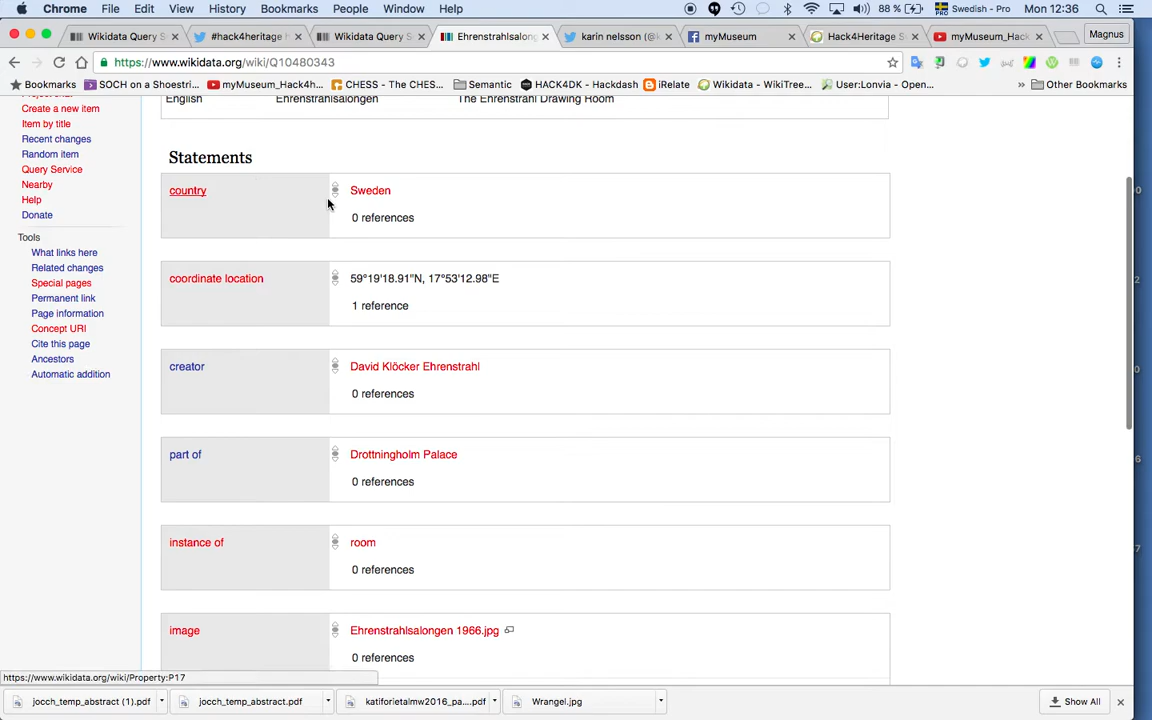 Chrome File Edit View History Bookmarks People Window Help 88 % Swedish - Pro Mon 12:36
Wikidata Query S #hack4heritage Wikidata Query S Ehrenstrahlsalong karin nelsson (@k myMuseum Hack4Heritage S myMuseum_Hack Magnus
https://www.wikidata.org/wiki/Q10480343
Bookmarks SOCH on a Shoestri... myMuseum_Hack4h... CHESS - The CHES... Semantic HACK4DK - Hackdash iRelate Wikidata - WikiTree... User:Lonvia - Open... » Other Bookmarks
English Ehrenstrahlsalongen The Ehrenstrahl Drawing Room
Create a new item
Item by title
Recent changes
Random item
Query Service
Nearby
Help
Donate
Tools
What links here
Related changes
Special pages
Permanent link
Page information
Concept URI
Cite this page
Ancestors
Automatic addition
Statements
country Sweden
0 references
coordinate location 59°19'18.91"N, 17°53'12.98"E
1 reference
creator David Klöcker Ehrenstrahl
0 references
part of Drottningholm Palace
0 references
instance of room
0 references
image Ehrenstrahlsalongen 1966.jpg
0 references
https://www.wikidata.org/wiki/Property:P17
jocch_temp_abstract (1).pdf jocch_temp_abstract.pdf katiforietalmw2016_pa....pdf Wrangel.jpg Show All